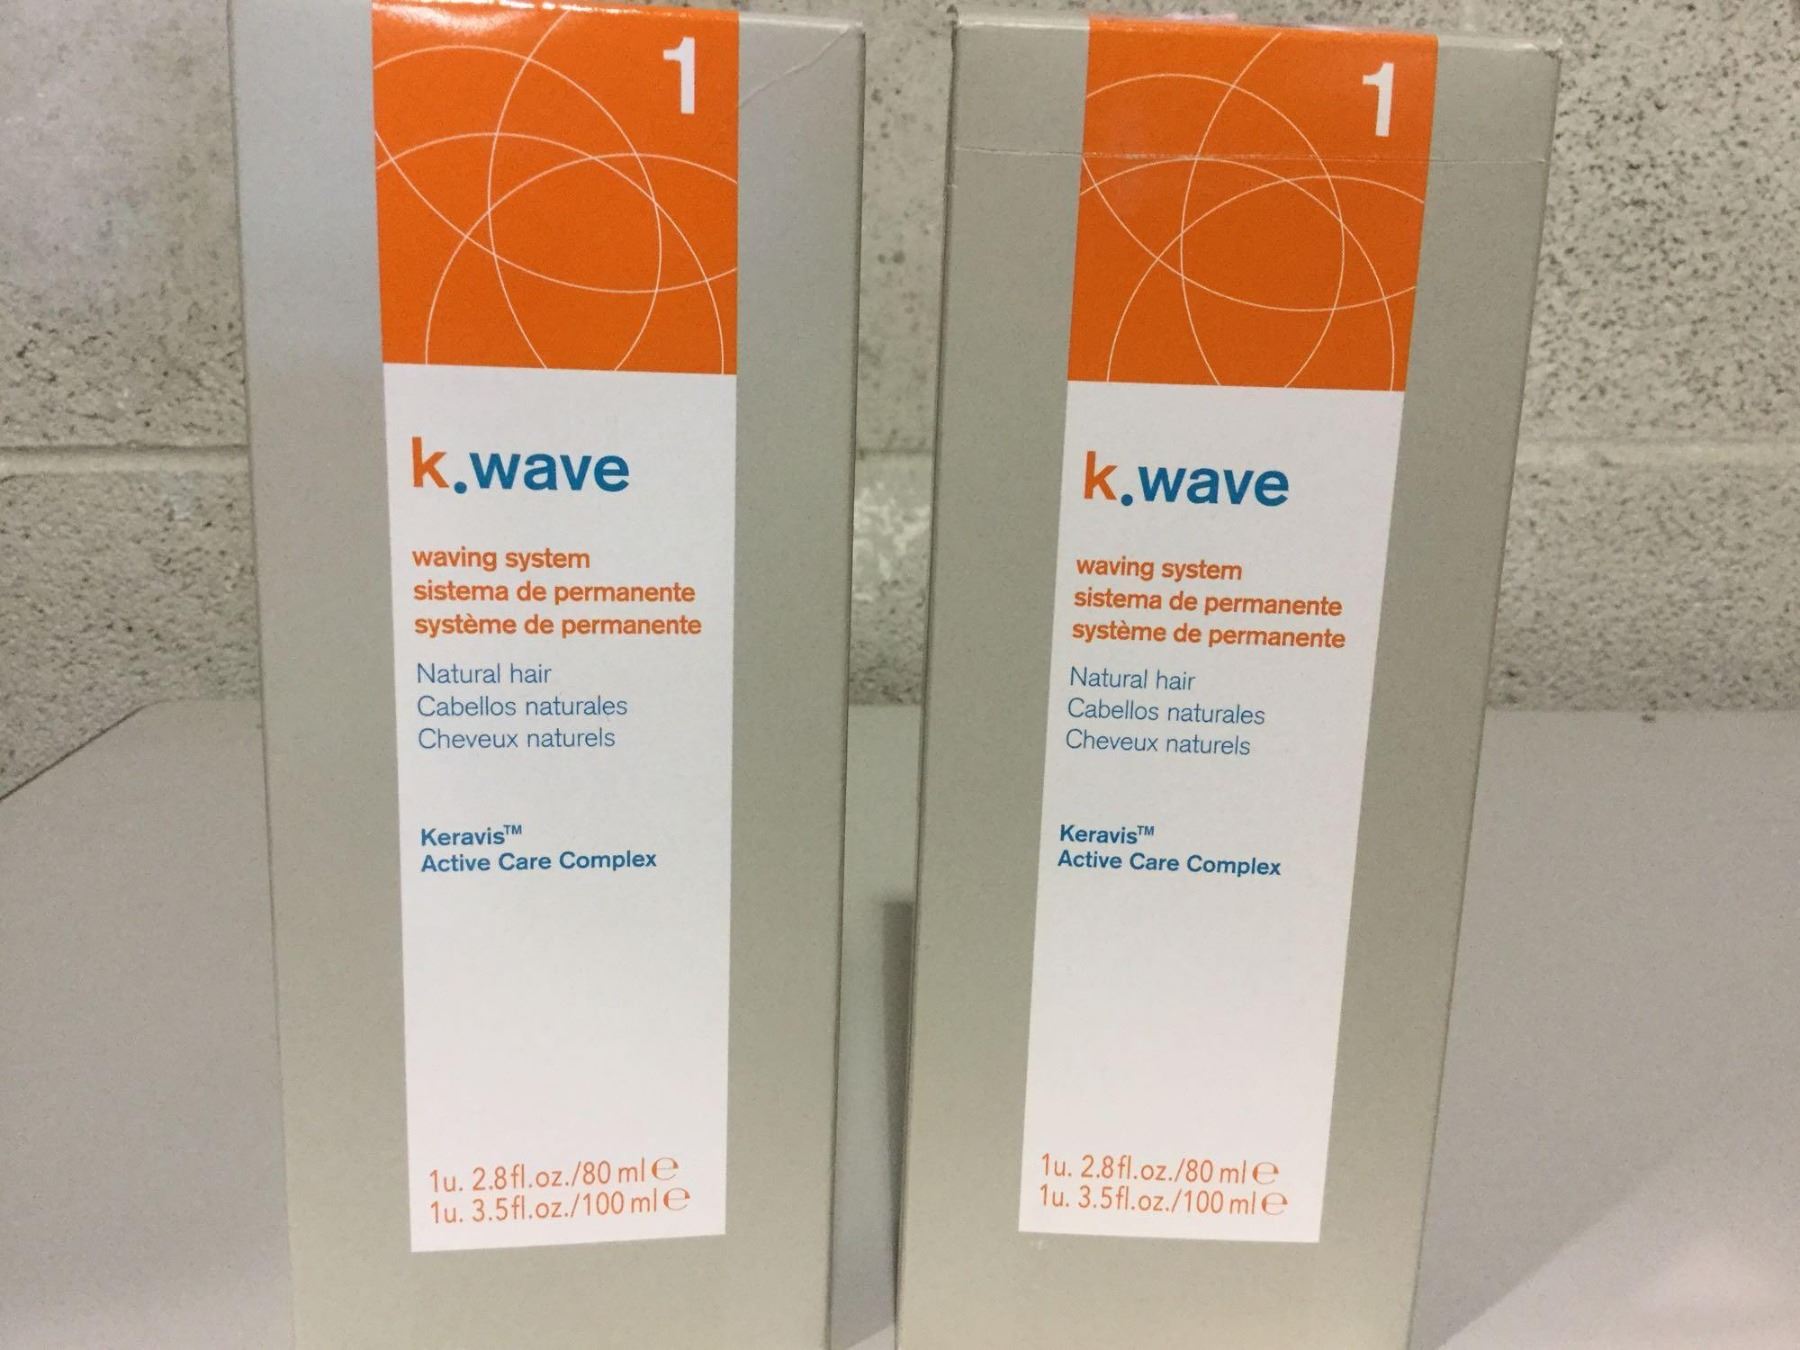 1
k.wave
waving system
sistema de permanente
système de permanente
Natural hair
Cabellos naturales
Cheveux naturels
Keravis™
Active Care Complex
1u. 2.8fl.oz./80 ml℮
1u. 3.5fl.oz./100 ml℮
1
k.wave
waving system
sistema de permanente
système de permanente
Natural hair
Cabellos naturales
Cheveux naturels
Keravis™
Active Care Complex
1u. 2.8fl.oz./80 ml℮
1u. 3.5fl.oz./100 ml℮